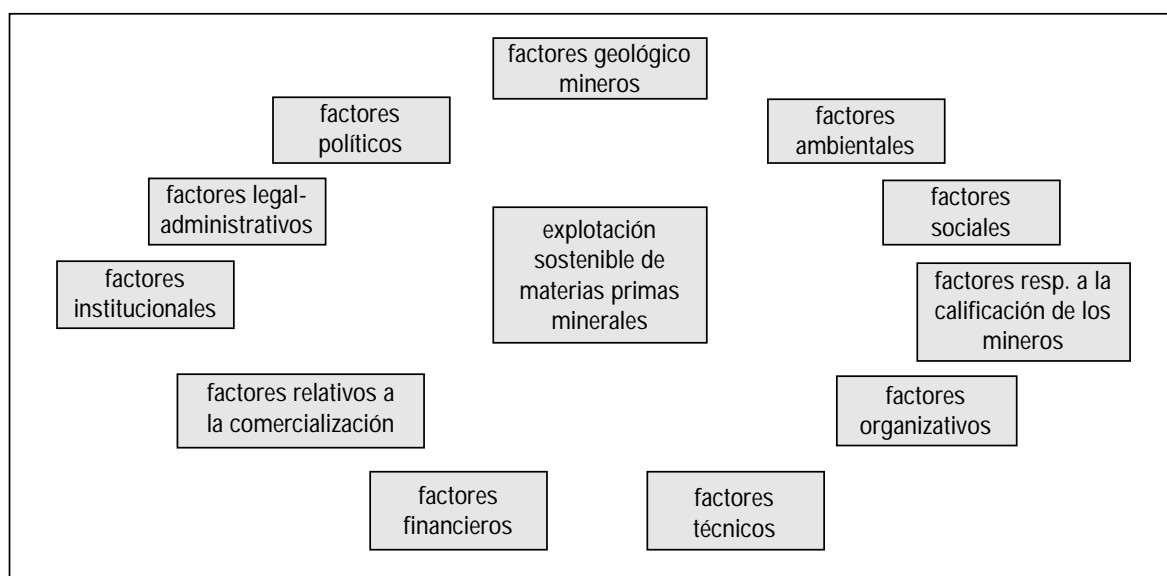 factores geológico
mineros
factores
políticos
factores
ambientales
factores legal-
administrativos
factores
sociales
explotación
sostenible de
materias primas
minerales
factores
institucionales
factores resp. a la
calificación de los
mineros
factores relativos a
la comercialización
factores
organizativos
factores
financieros
factores
técnicos